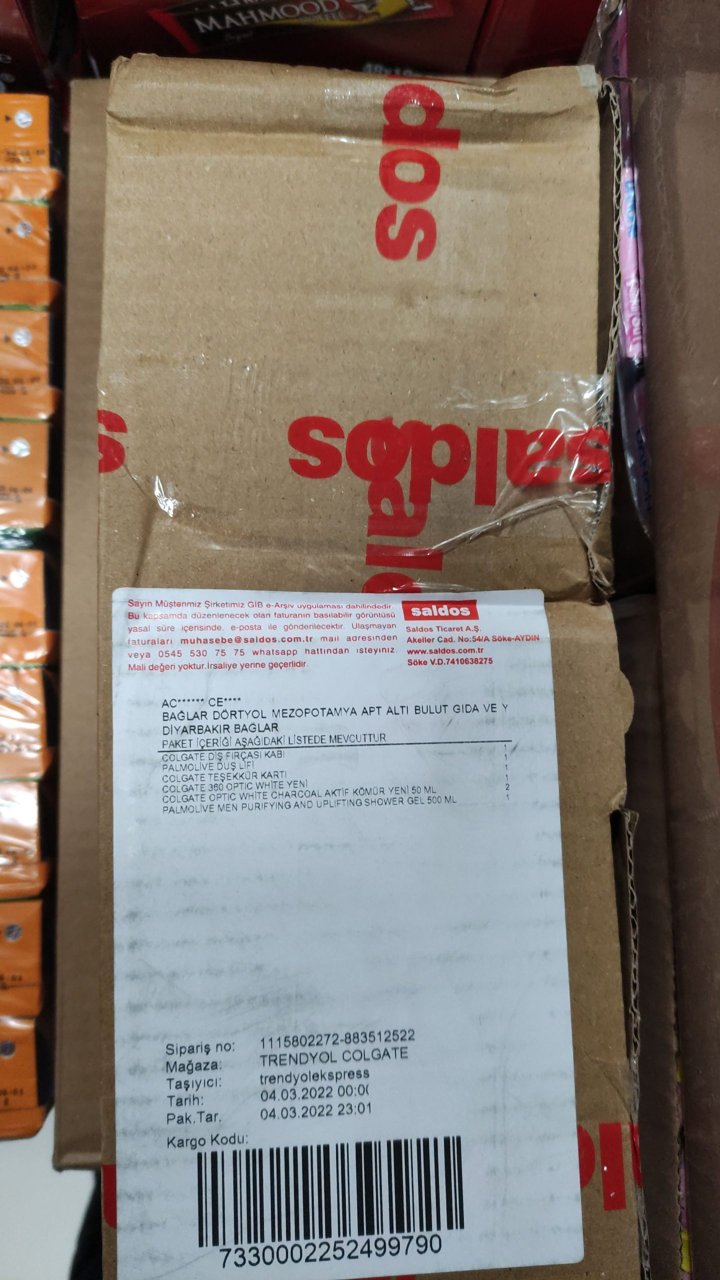 MAHMOOD
dos
saldos
s
saldos
Sayın Müşterimiz Şirketimiz GİB e-Arşiv uygulaması dahilindedir.
Bu kapsamda düzenlenecek olan faturanın basılabilir görüntüsü
yasal süre içerisinde, e-posta ile gönderilecektir. Ulaşmayan
faturaları muhasebe@saldos.com.tr mail adresinden
veya 0545 530 75 75 whatsapp hattından isteyiniz.
Mali değeri yoktur.İrsaliye yerine geçerlidir.
saldos
Saldos Ticaret A.Ş.
Akeller Cad. No:54/A Söke-AYDIN
www.saldos.com.tr
Söke V.D.7410638275
AC****** CE****
BAĞLAR DÖRTYOL MEZOPOTAMYA APT ALTI BULUT GIDA VE Y
DİYARBAKIR BAĞLAR
PAKET İÇERİĞİ AŞAĞIDAKİ LİSTEDE MEVCUTTUR
COLGATE DİŞ FIRÇASI KABI 1
PALMOLIVE DUŞ LİFİ 1
COLGATE TEŞEKKÜR KARTI 1
COLGATE 360 OPTIC WHITE YENİ 1
COLGATE OPTIC WHITE CHARCOAL AKTİF KÖMÜR YENİ 50 ML 2
PALMOLIVE MEN PURIFYING AND UPLIFTING SHOWER GEL 500 ML 1
Sipariş no: 1115802272-883512522
Mağaza: TRENDYOL COLGATE
Taşıyıcı: trendyolekspress
Tarih: 04.03.2022 00:00
Pak.Tar. 04.03.2022 23:01
Kargo Kodu:
7330002252499790